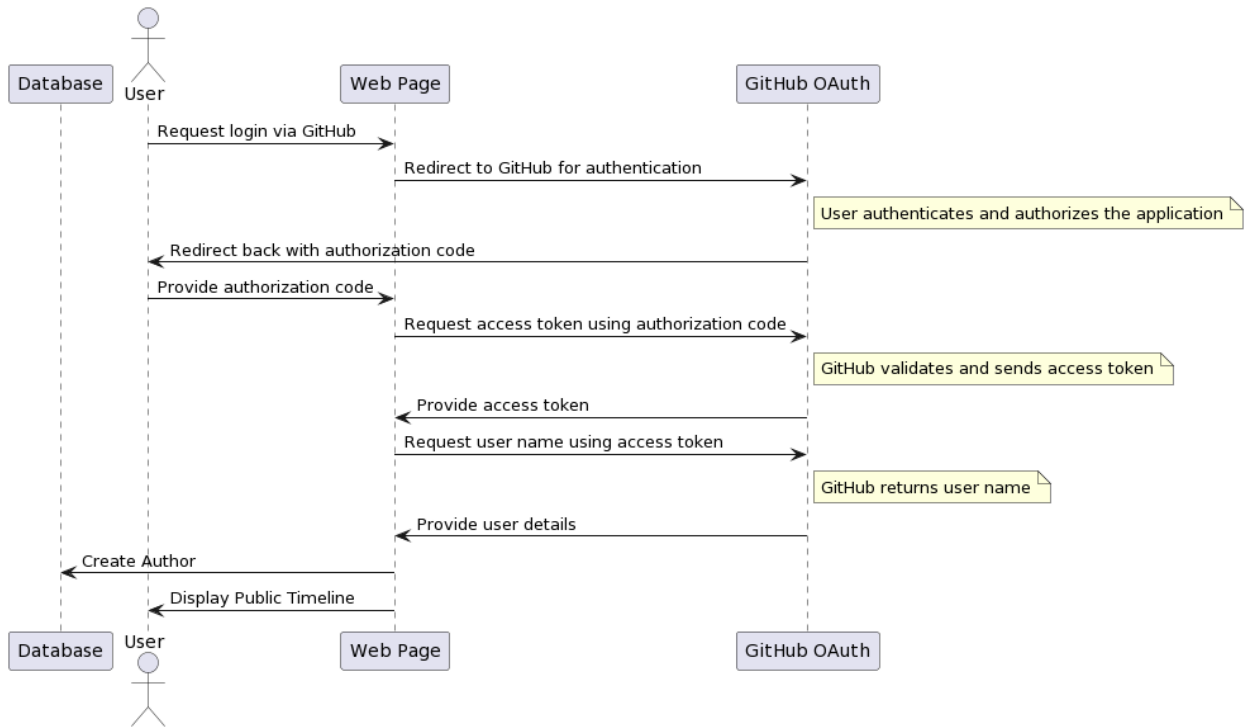 Database
User
Web Page
GitHub OAuth
Request login via GitHub
Redirect to GitHub for authentication
User authenticates and authorizes the application
Redirect back with authorization code
Provide authorization code
Request access token using authorization code
GitHub validates and sends access token
Provide access token
Request user name using access token
GitHub returns user name
Provide user details
Create Author
Display Public Timeline
Database
User
Web Page
GitHub OAuth